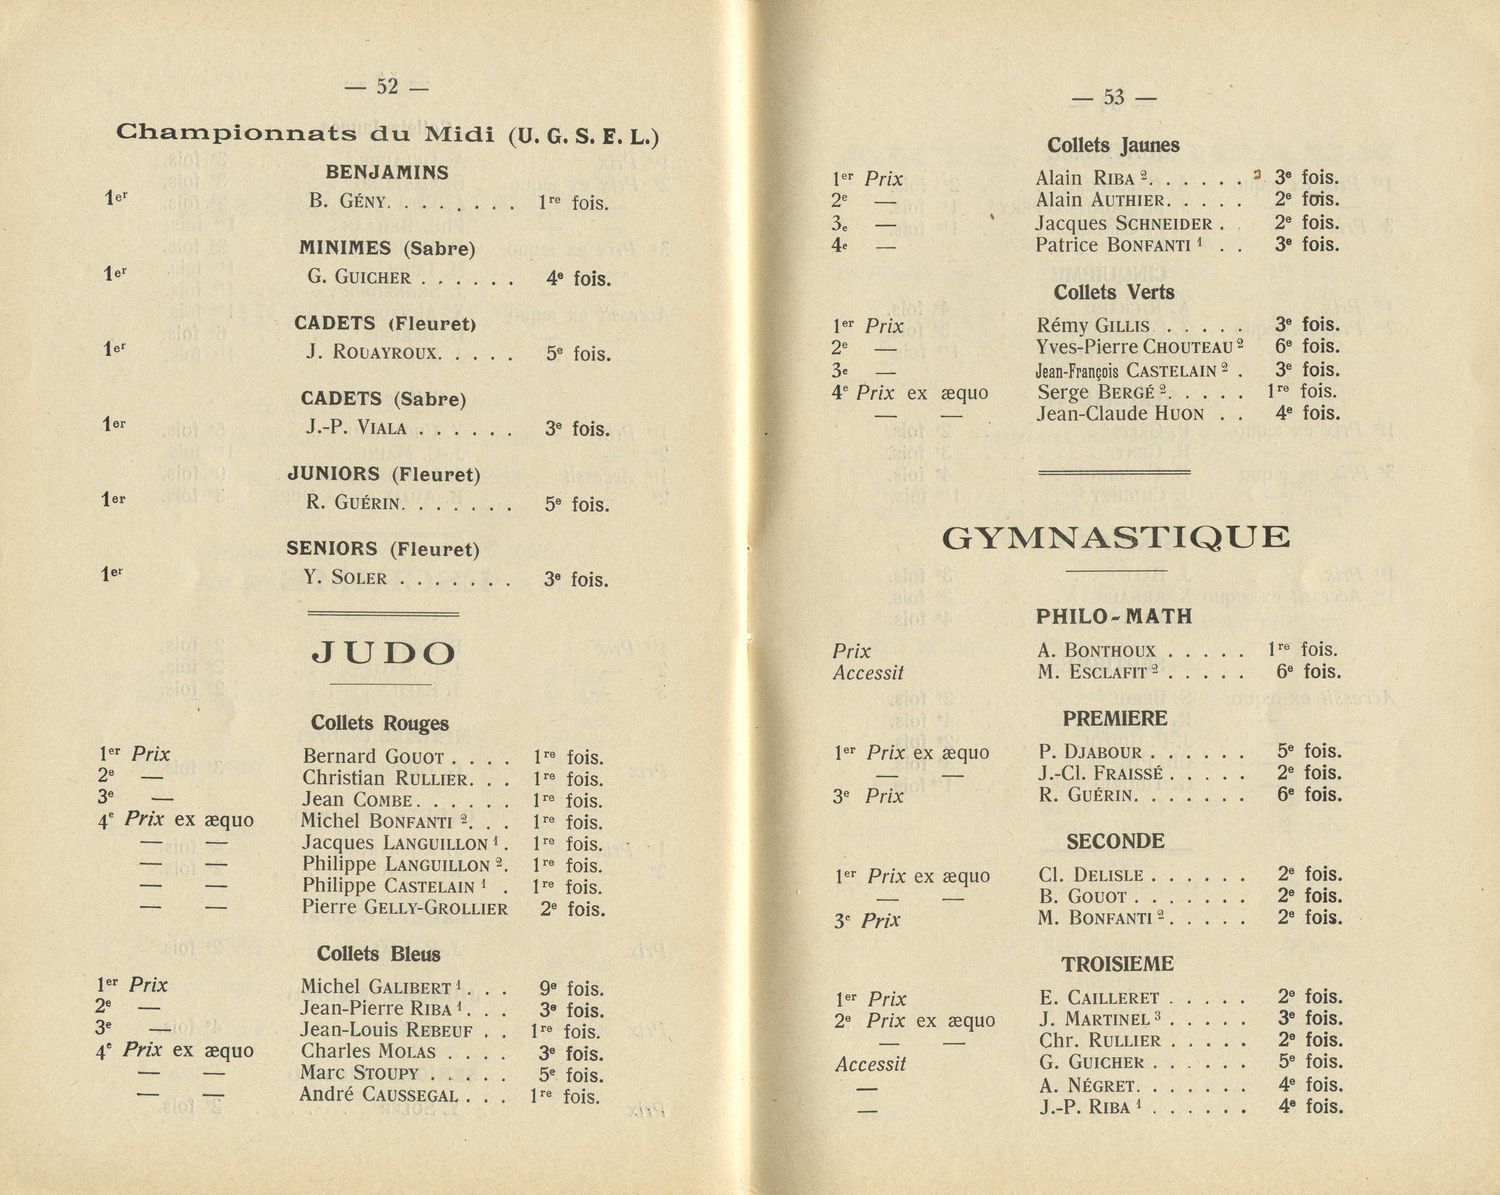 — 52 —
Championnats du Midi (U. G. S. E. L.)
BENJAMINS
1er B. GÉNY. . . . . . . . 1re fois.
MINIMES (Sabre)
1er G. GUICHER . . . . . . 4e fois.
CADETS (Fleuret)
1er J. ROUAYROUX. . . . . 5e fois.
CADETS (Sabre)
1er J.-P. VIALA . . . . . . 3e fois.
JUNIORS (Fleuret)
1er R. GUÉRIN. . . . . . . 5e fois.
SENIORS (Fleuret)
1er Y. SOLER . . . . . . . 3e fois.
JUDO
Collets Rouges
1er Prix Bernard GOUOT . . . . 1re fois.
2e — Christian RULLIER. . . 1re fois.
3e — Jean COMBE. . . . . . 1re fois.
4e Prix ex æquo Michel BONFANTI 2. . . 1re fois.
— — Jacques LANGUILLON 1 . 1re fois.
— — Philippe LANGUILLON 2. 1re fois.
— — Philippe CASTELAIN 1 . 1re fois.
— — Pierre GELLY-GROLLIER 2e fois.
Collets Bleus
1er Prix Michel GALIBERT 1 . . . 9e fois.
2e — Jean-Pierre RIBA 1 . . . 3e fois.
3e — Jean-Louis REBEUF . . 1re fois.
4e Prix ex æquo Charles MOLAS . . . . 3e fois.
— — Marc STOUPY . . . . . 5e fois.
— — André CAUSSEGAL . . . 1re fois.
— 53 —
Collets Jaunes
1er Prix Alain RIBA 2. . . . . . 3e fois.
2e — Alain AUTHIER. . . . . 2e fois.
3e — Jacques SCHNEIDER . . 2e fois.
4e — Patrice BONFANTI 1 . . 3e fois.
Collets Verts
1er Prix Rémy GILLIS . . . . . 3e fois.
2e — Yves-Pierre CHOUTEAU 2 6e fois.
3e — Jean-François CASTELAIN 2 . 3e fois.
4e Prix ex æquo Serge BERGÉ 2. . . . . 1re fois.
— — Jean-Claude HUON . . 4e fois.
GYMNASTIQUE
PHILO-MATH
Prix A. BONTHOUX . . . . . 1re fois.
Accessit M. ESCLAFIT 2 . . . . . 6e fois.
PREMIERE
1er Prix ex æquo P. DJABOUR . . . . . . 5e fois.
— — J.-Cl. FRAISSÉ . . . . . 2e fois.
3e Prix R. GUÉRIN. . . . . . . 6e fois.
SECONDE
1er Prix ex æquo Cl. DELISLE . . . . . . 2e fois.
— — B. GOUOT . . . . . . . 2e fois.
3e Prix M. BONFANTI 2. . . . . 2e fois.
TROISIEME
1er Prix E. CAILLERET . . . . . 2e fois.
2e Prix ex æquo J. MARTINEL 3 . . . . . 3e fois.
— — Chr. RULLIER . . . . . 2e fois.
Accessit G. GUICHER . . . . . . 5e fois.
— A. NÉGRET. . . . . . . 4e fois.
— J.-P. RIBA 1 . . . . . . 4e fois.